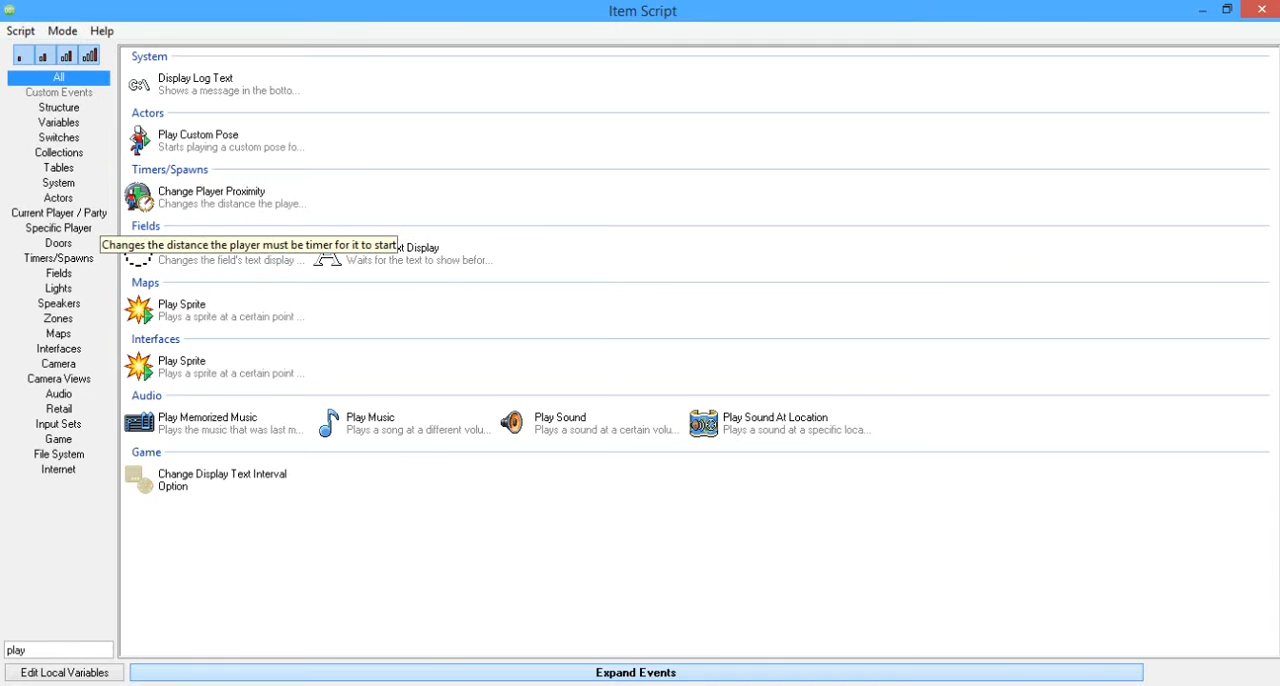 Item Script
Script Mode Help
All
Custom Events
Structure
Variables
Switches
Collections
Tables
System
Actors
Current Player / Party
Specific Player
Doors
Timers/Spawns
Fields
Lights
Speakers
Zones
Maps
Interfaces
Camera
Camera Views
Audio
Retail
Input Sets
Game
File System
Internet
play
Edit Local Variables
System
Display Log Text
Shows a message in the botto...
Actors
Play Custom Pose
Starts playing a custom pose fo...
Timers/Spawns
Change Player Proximity
Changes the distance the playe...
Fields
Changes the distance the player must be timer for it to start
Changes the field's text display ...
xt Display
Waits for the text to show befor...
Maps
Play Sprite
Plays a sprite at a certain point ...
Interfaces
Play Sprite
Plays a sprite at a certain point ...
Audio
Play Memorized Music
Plays the music that was last m...
Play Music
Plays a song at a different volu...
Play Sound
Plays a sound at a certain volu...
Play Sound At Location
Plays a sound at a specific loca...
Game
Change Display Text Interval
Option
Expand Events